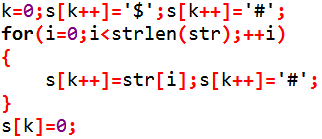 k=0;s[k++]='$';s[k++]='#';
for(i=0;i<strlen(str);++i)
{
    s[k++]=str[i];s[k++]='#';
}
s[k]=0;